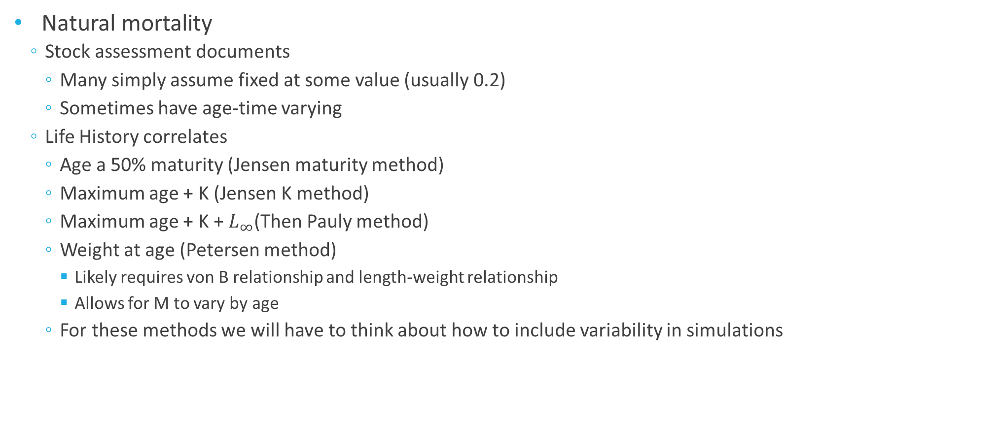 • Natural mortality
◦ Stock assessment documents
◦ Many simply assume fixed at some value (usually 0.2)
◦ Sometimes have age-time varying
◦ Life History correlates
◦ Age a 50% maturity (Jensen maturity method)
◦ Maximum age + K (Jensen K method)
◦ Maximum age + K + L∞(Then Pauly method)
◦ Weight at age (Petersen method)
▪ Likely requires von B relationship and length-weight relationship
▪ Allows for M to vary by age
◦ For these methods we will have to think about how to include variability in simulations